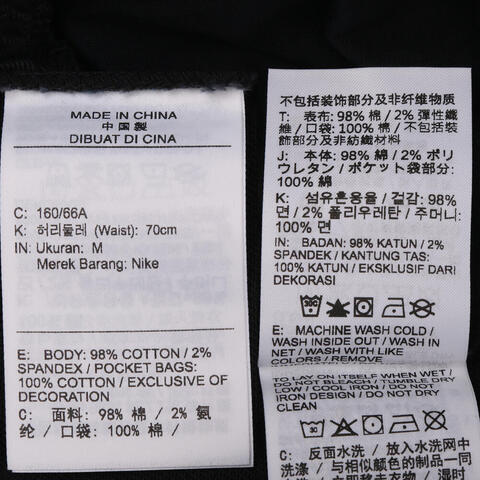 MADE IN CHINA
中国製
DIBUAT DI CINA
C: 160/66A
K: 허리둘레 (Waist): 70cm
IN: Ukuran: M
Merek Barang: Nike
E: BODY: 98% COTTON / 2%
SPANDEX / POCKET BAGS:
100% COTTON / EXCLUSIVE OF
DECORATION
C: 面料: 98% 棉 / 2% 氨
纶 / 口袋: 100% 棉 /
不包括装饰部分及非纤维物质
T: 表布: 98% 棉 / 2% 彈性纖
維 / 口袋: 100% 棉 / 不包括裝
飾部分及非紡織材料
J: 本体: 98% 綿 / 2% ポリ
ウレタン / ポケット袋部分:
100% 綿
K: 섬유혼용율 / 겉감: 98%
면 / 2% 폴리우레탄 / 주머니:
100% 면
IN: BADAN: 98% KATUN / 2%
SPANDEK / KANTUNG TAS:
100% KATUN / EKSKLUSIF DARI
DEKORASI
E: MACHINE WASH COLD /
WASH INSIDE OUT / WASH IN
NET / WASH WITH LIKE
COLORS / REMOVE
TO LAY ON ITSELF WHEN WET /
DO NOT BLEACH / TUMBLE DRY
LOW / COOL IRON / DO NOT
IRON DESIGN / DO NOT DRY
CLEAN
C: 反面水洗 / 放入水洗网中
洗涤 / 与相似颜色的制品一同